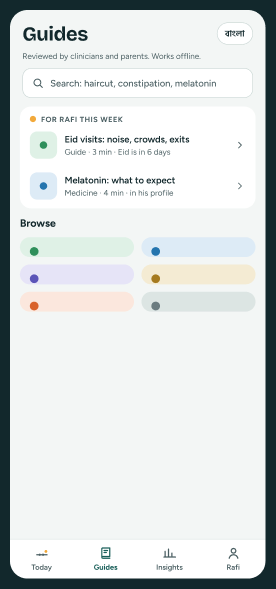 Guides
বাংলা
Reviewed by clinicians and parents. Works offline.
Search: haircut, constipation, melatonin
FOR RAFI THIS WEEK
Eid visits: noise, crowds, exits
Guide · 3 min · Eid is in 6 days
Melatonin: what to expect
Medicine · 4 min · in his profile
Browse
Today
Guides
Insights
Rafi